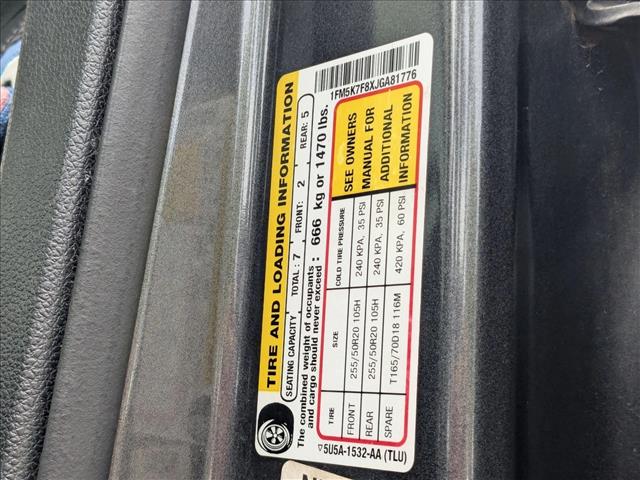 1FM5K7F8XJGA81776
TIRE AND LOADING INFORMATION
SEATING CAPACITY TOTAL : 7 FRONT: 2 REAR: 5
The combined weight of occupants
and cargo should never exceed : 666 kg or 1470 lbs.
TIRE SIZE COLD TIRE PRESSURE
FRONT 255/50R20 105H 240 KPA, 35 PSI
REAR 255/50R20 105H 240 KPA, 35 PSI
SPARE T165/70D18 116M 420 KPA, 60 PSI
SEE OWNERS
MANUAL FOR
ADDITIONAL
INFORMATION
▽5U5A-1532-AA (TLU)